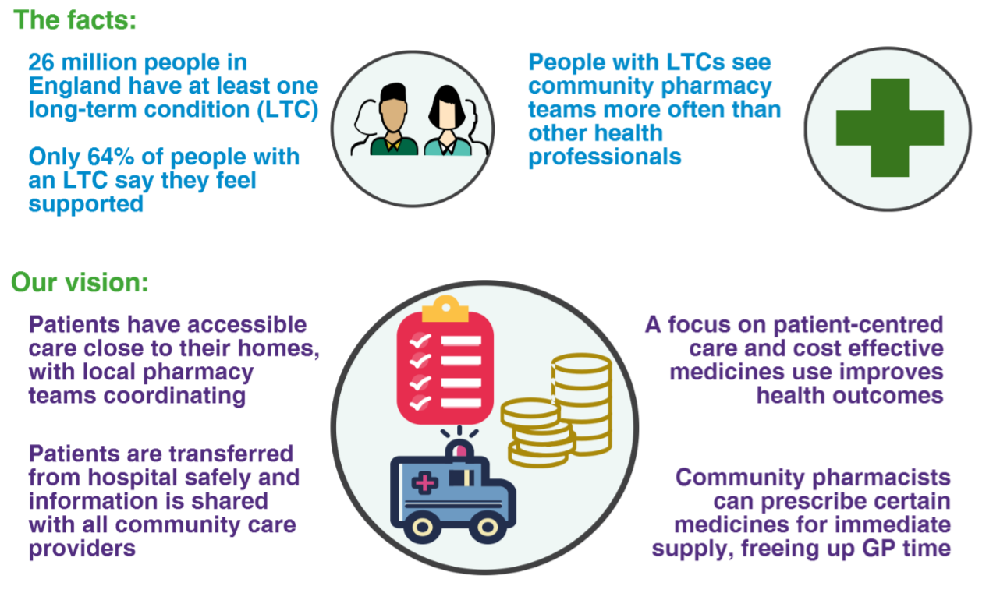 The facts:
26 million people in
England have at least one
long-term condition (LTC)
Only 64% of people with
an LTC say they feel
supported
People with LTCs see
community pharmacy
teams more often than
other health
professionals
Our vision:
Patients have accessible
care close to their homes,
with local pharmacy
teams coordinating
Patients are transferred
from hospital safely and
information is shared
with all community care
providers
A focus on patient-centred
care and cost effective
medicines use improves
health outcomes
Community pharmacists
can prescribe certain
medicines for immediate
supply, freeing up GP time